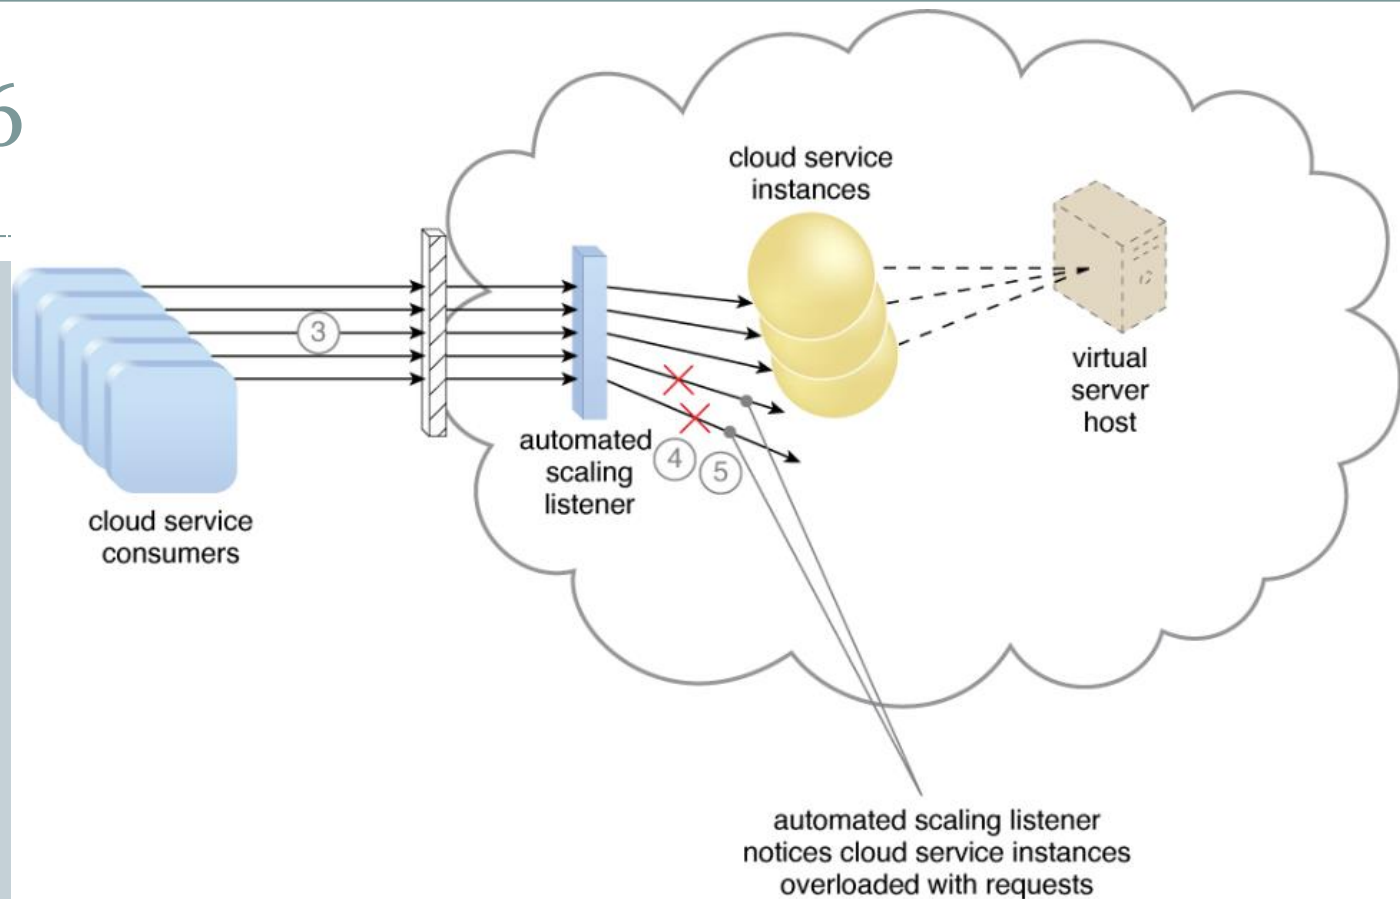 6
cloud service
instances
3
virtual
server
host
automated
scaling
listener
4
5
cloud service
consumers
automated scaling listener
notices cloud service instances
overloaded with requests